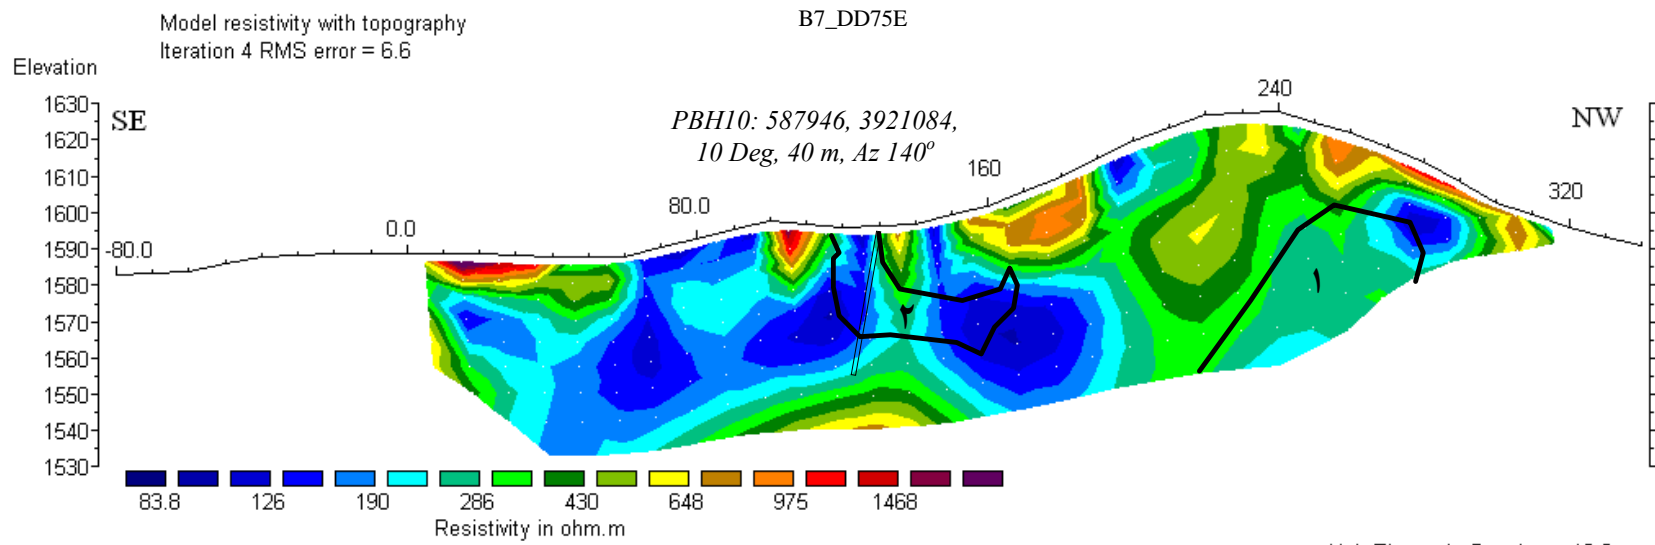 B7_DD75E
Model resistivity with topography
Iteration 4 RMS error = 6.6
Elevation
1630
1620
1610
1600
1590
1580
1570
1560
1550
1540
1530
SE
NW
PBH10: 587946, 3921084,
10 Deg, 40 m, Az 140º
-80.0
0.0
80.0
160
240
320
۲
۱
83.8 126 190 286 430 648 975 1468
Resistivity in ohm.m